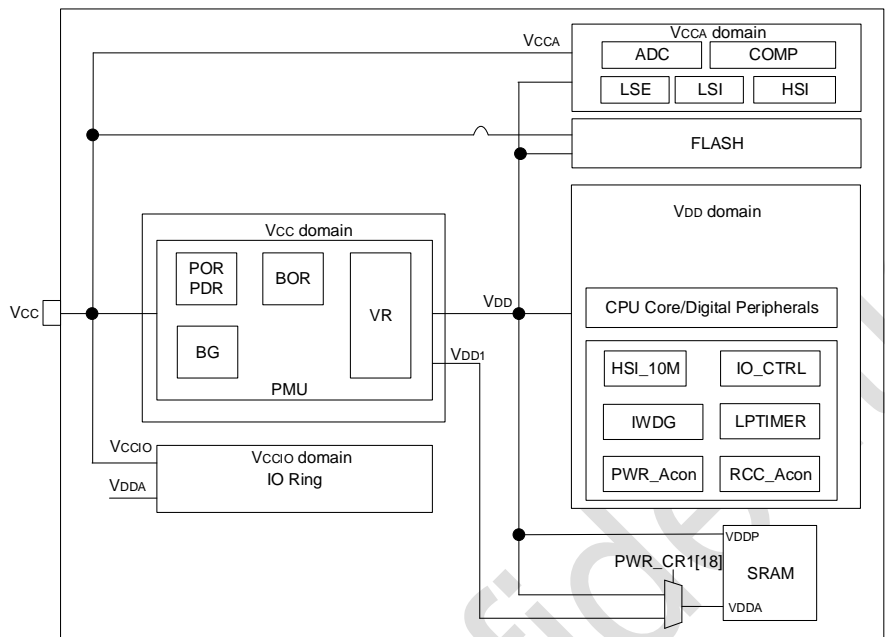 VCCA
VCCA domain
ADC
COMP
LSE
LSI
HSI
FLASH
VCC
VCC domain
POR
PDR
BOR
VR
BG
PMU
VDD
VDD1
VDD domain
CPU Core/Digital Peripherals
HSI_10M
IO_CTRL
IWDG
LPTIMER
PWR_Acon
RCC_Acon
VCCIO
VCCIO domain
IO Ring
VDDA
PWR_CR1[18]
VDDP
SRAM
VDDA